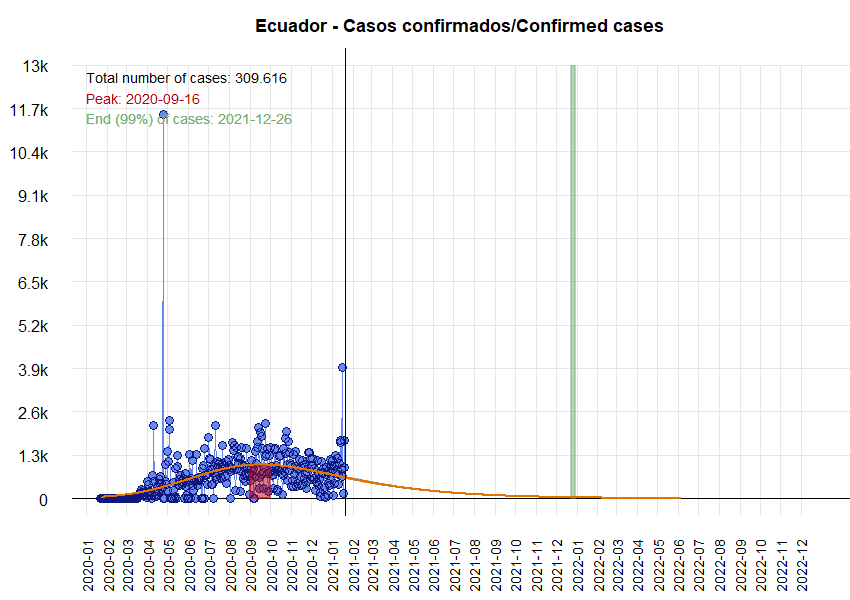 Ecuador - Casos confirmados/Confirmed cases
13k
11.7k
10.4k
9.1k
7.8k
6.5k
5.2k
3.9k
2.6k
1.3k
0
Total number of cases: 309.616
Peak: 2020-09-16
End (99%) of cases: 2021-12-26
2020-01
2020-02
2020-03
2020-04
2020-05
2020-06
2020-07
2020-08
2020-09
2020-10
2020-11
2020-12
2021-01
2021-02
2021-03
2021-04
2021-05
2021-06
2021-07
2021-08
2021-09
2021-10
2021-11
2021-12
2022-01
2022-02
2022-03
2022-04
2022-05
2022-06
2022-07
2022-08
2022-09
2022-10
2022-11
2022-12